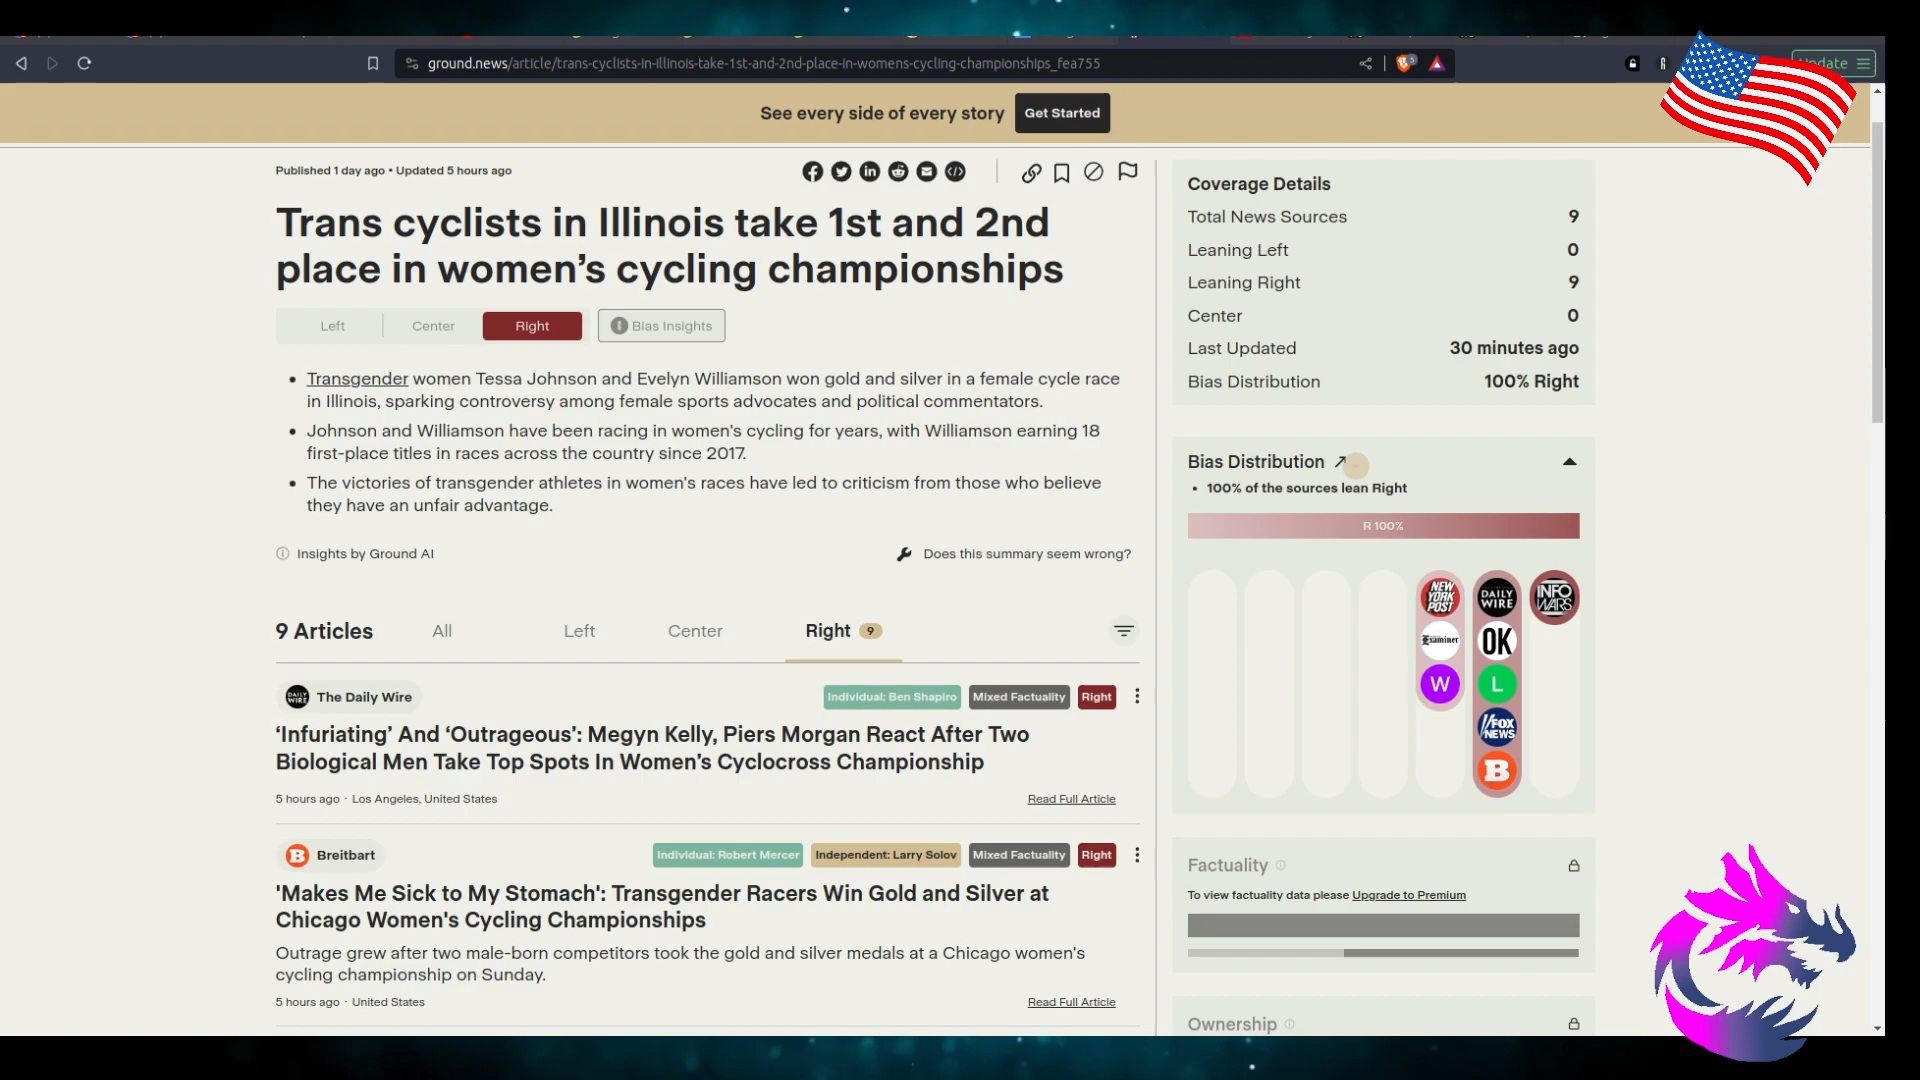 ground.news/article/trans-cyclists-in-illinois-take-1st-and-2nd-place-in-womens-cycling-championships_fea755
Update
See every side of every story
Get Started
Published 1 day ago • Updated 5 hours ago
Trans cyclists in Illinois take 1st and 2nd
place in women’s cycling championships
Left
Center
Right
Bias Insights
• Transgender women Tessa Johnson and Evelyn Williamson won gold and silver in a female cycle race
in Illinois, sparking controversy among female sports advocates and political commentators.
• Johnson and Williamson have been racing in women's cycling for years, with Williamson earning 18
first-place titles in races across the country since 2017.
• The victories of transgender athletes in women's races have led to criticism from those who believe
they have an unfair advantage.
Insights by Ground AI
Does this summary seem wrong?
9 Articles
All
Left
Center
Right 9
DAILY WIRE
The Daily Wire
Individual: Ben Shapiro
Mixed Factuality
Right
‘Infuriating’ And ‘Outrageous’: Megyn Kelly, Piers Morgan React After Two
Biological Men Take Top Spots In Women’s Cyclocross Championship
5 hours ago · Los Angeles, United States
Read Full Article
B
Breitbart
Individual: Robert Mercer
Independent: Larry Solov
Mixed Factuality
Right
'Makes Me Sick to My Stomach': Transgender Racers Win Gold and Silver at
Chicago Women's Cycling Championships
Outrage grew after two male-born competitors took the gold and silver medals at a Chicago women's
cycling championship on Sunday.
5 hours ago · United States
Read Full Article
Coverage Details
Total News Sources 9
Leaning Left 0
Leaning Right 9
Center 0
Last Updated 30 minutes ago
Bias Distribution 100% Right
Bias Distribution
• 100% of the sources lean Right
R 100%
NEW YORK POST
DAILY WIRE
INFO WARS
Examiner
OK
W
L
FOX NEWS
B
Factuality
To view factuality data please Upgrade to Premium
Ownership